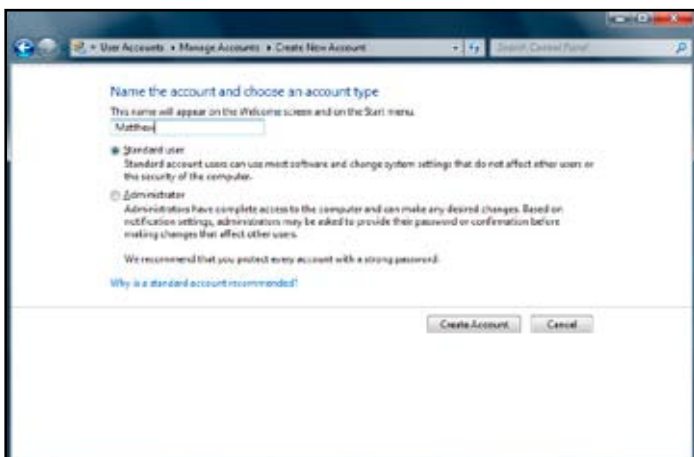 User Accounts ▸ Manage Accounts ▸ Create New Account
Search Control Panel
Name the account and choose an account type
This name will appear on the Welcome screen and on the Start menu.
Matthew
Standard user
Standard account users can use most software and change system settings that do not affect other users or
the security of the computer.
Administrator
Administrators have complete access to the computer and can make any desired changes. Based on
notification settings, administrators may be asked to provide their password or confirmation before
making changes that affect other users.
We recommend that you protect every account with a strong password.
Why is a standard account recommended?
Create Account
Cancel